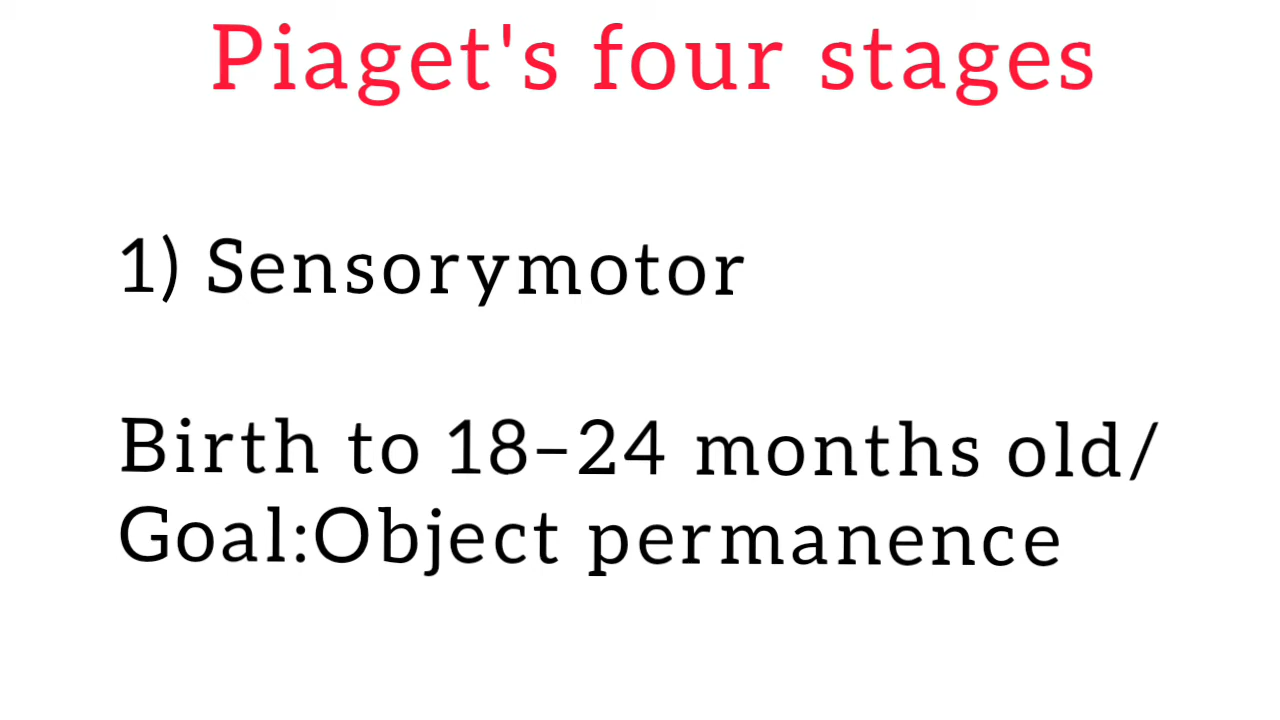 Piaget's four stages
1) Sensorymotor
Birth to 18–24 months old/
Goal:Object permanence